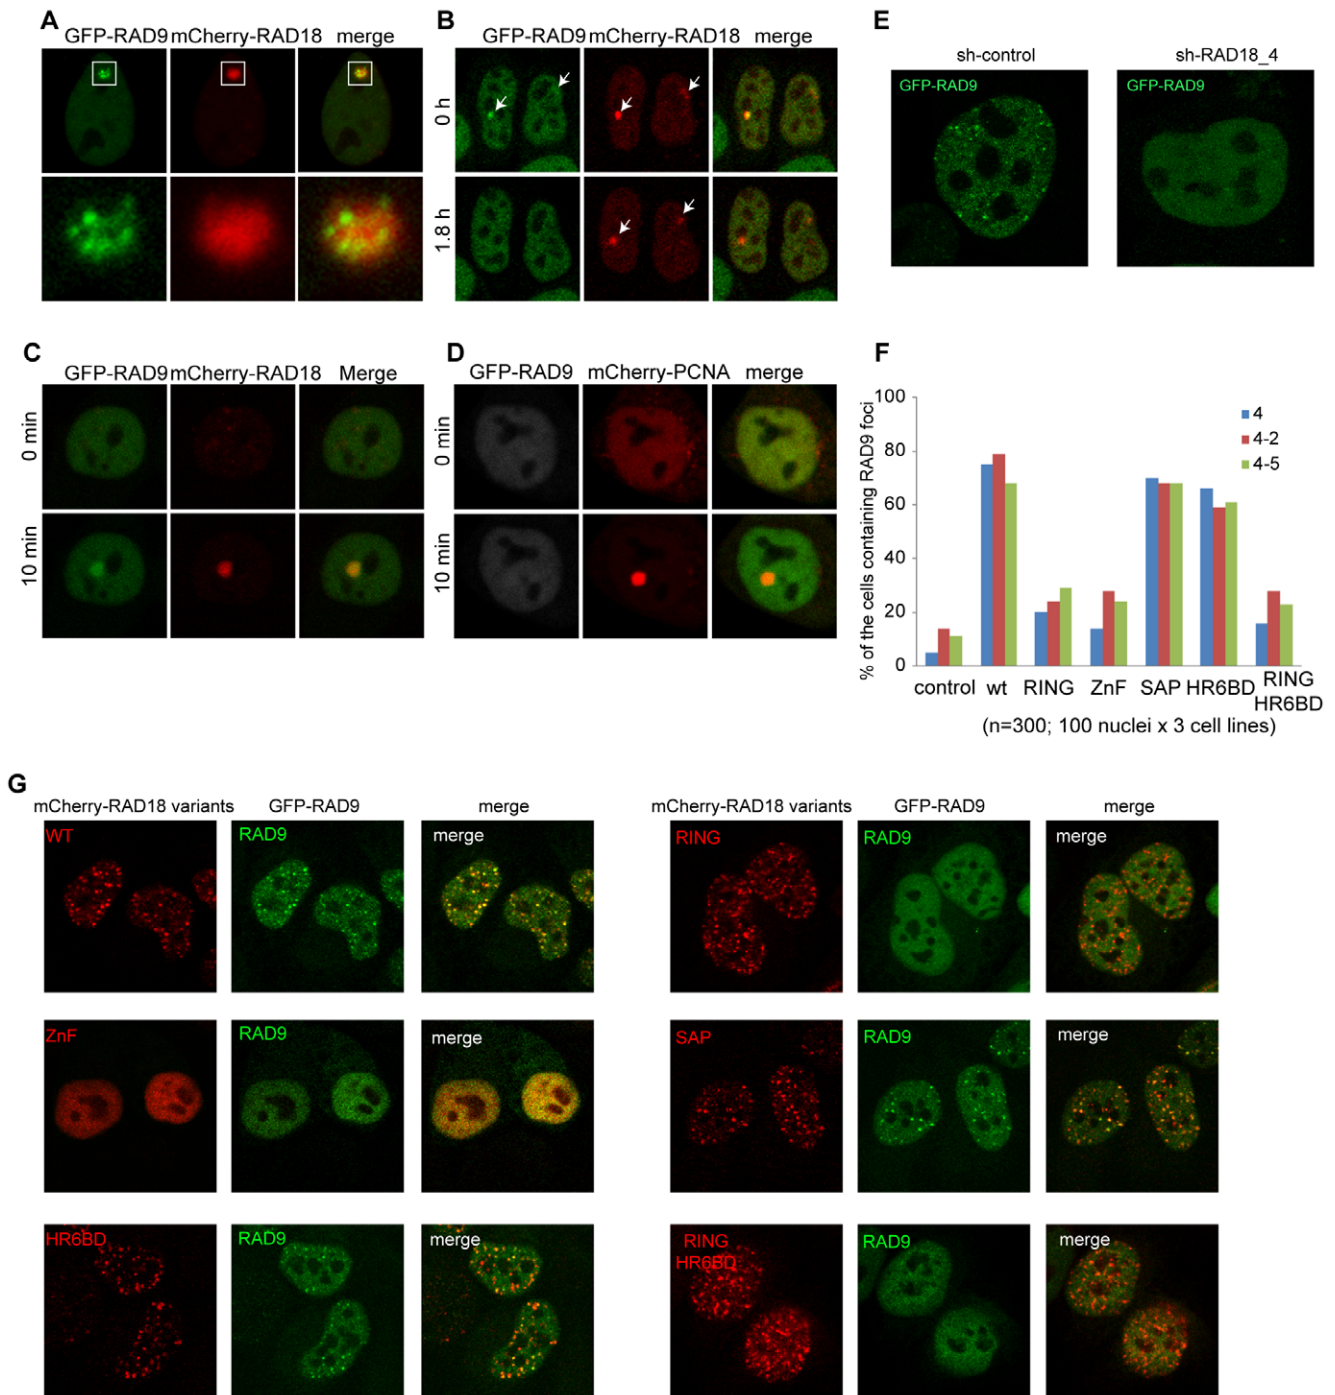 A
GFP-RAD9 mCherry-RAD18 merge
B
GFP-RAD9 mCherry-RAD18 merge
0 h
1.8 h
E
sh-control
sh-RAD18_4
GFP-RAD9
GFP-RAD9
C
GFP-RAD9 mCherry-RAD18 Merge
0 min
10 min
D
GFP-RAD9 mCherry-PCNA merge
0 min
10 min
F
% of the cells containing RAD9 foci
100
80
60
40
20
0
4
4-2
4-5
control wt RING ZnF SAP HR6BD RING
HR6BD
(n=300; 100 nuclei x 3 cell lines)
G
mCherry-RAD18 variants GFP-RAD9 merge
mCherry-RAD18 variants GFP-RAD9 merge
WT RAD9 merge
RING RAD9 merge
ZnF RAD9 merge
SAP RAD9 merge
HR6BD RAD9 merge
RING RAD9 merge
HR6BD